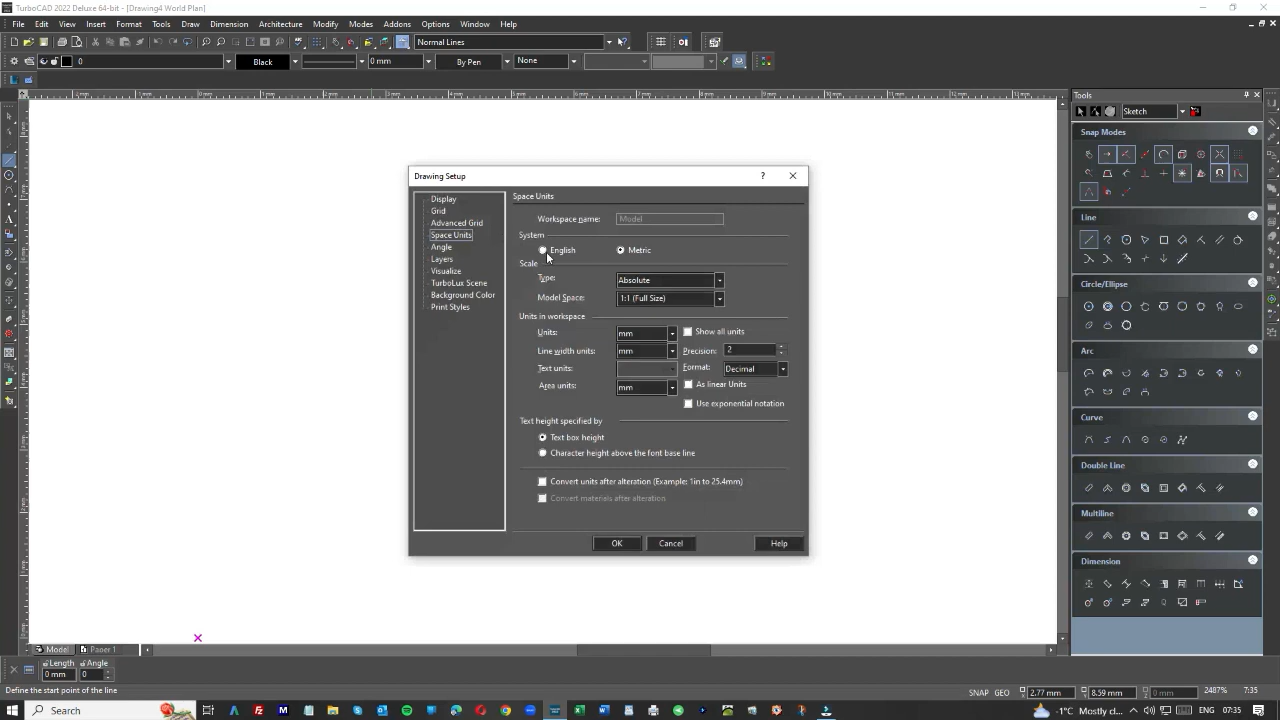 TurboCAD 2022 Deluxe 64-bit - [Drawing4 World Plan]
File Edit View Insert Format Tools Draw Dimension Architecture Modify Modes Addons Options Window Help
Normal Lines
0 Black 0 mm By Pen None
Tools
Sketch
Snap Modes
Line
Circle/Ellipse
Arc
Curve
Double Line
Multiline
Dimension
Drawing Setup
Display
Grid
Advanced Grid
Space Units
Angle
Layers
Visualize
TurboLux Scene
Background Color
Print Styles
Space Units
Workspace name: Model
System
English Metric
Scale
Type: Absolute
Model Space: 1:1 (Full Size)
Units in workspace
Units: mm Show all units
Line width units: mm Precision: 2
Text units: Format: Decimal
Area units: mm As linear Units
Use exponential notation
Text height specified by
Text box height
Character height above the font base line
Convert units after alteration (Example: 1in to 25.4mm)
Convert materials after alteration
OK Cancel Help
Model Paper 1
Length Angle
0 mm 0
Define the start point of the line
SNAP GEO 2.77 mm 8.59 mm 0 mm 2487% 7:35
Search -1°C Mostly cl... ENG 07:35